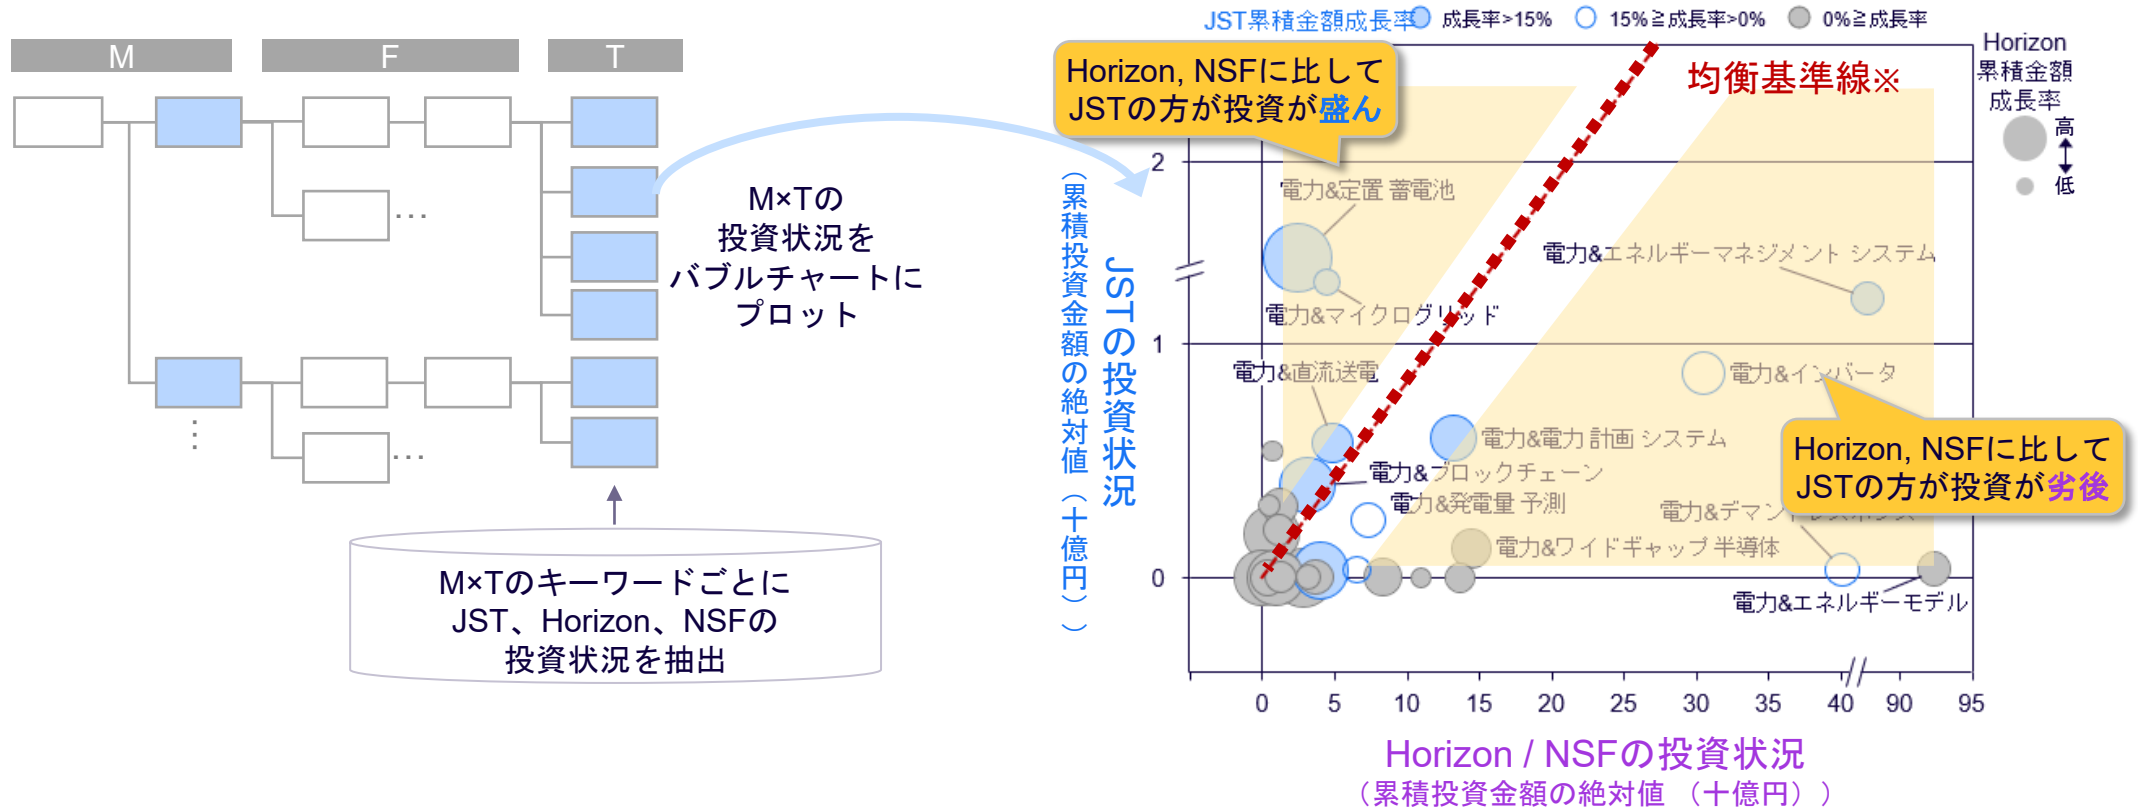 M
F
T
…
…
…
M×Tの
投資状況を
バブルチャートに
プロット
M×Tのキーワードごとに
JST、Horizon、NSFの
投資状況を抽出
JST累積金額成長率
成長率>15%
15%≧成長率>0%
0%≧成長率
Horizon, NSFに比して
JSTの方が投資が盛ん
均衡基準線※
Horizon
累積金額
成長率
高
低
JSTの投資状況
（累積投資金額の絶対値（十億円））
2
1
0
電力&定置 蓄電池
電力&エネルギーマネジメント システム
電力&マイクログリッド
電力&直流送電
電力&インバータ
電力&電力 計画 システム
Horizon, NSFに比して
JSTの方が投資が劣後
電力&ブロックチェーン
電力&発電量 予測
電力&デマンドレスポンス
電力&ワイドギャップ 半導体
電力&エネルギーモデル
0
5
10
15
20
25
30
35
40
90
95
Horizon / NSFの投資状況
（累積投資金額の絶対値 （十億円））